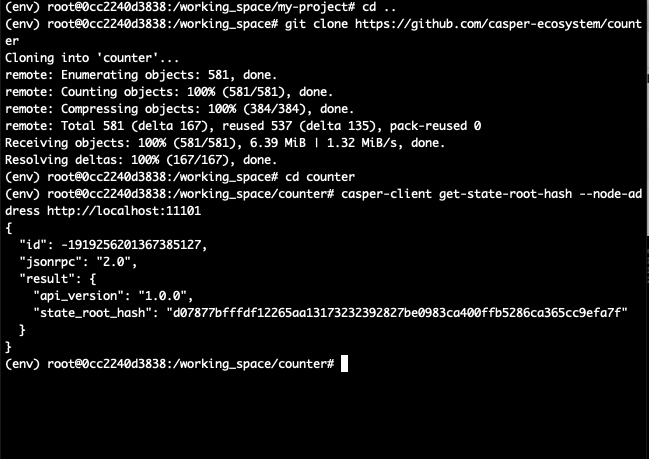 (env) root@0cc2240d3838:/working_space/my-project# cd ..
(env) root@0cc2240d3838:/working_space# git clone https://github.com/casper-ecosystem/count
er
Cloning into 'counter'...
remote: Enumerating objects: 581, done.
remote: Counting objects: 100% (581/581), done.
remote: Compressing objects: 100% (384/384), done.
remote: Total 581 (delta 167), reused 537 (delta 135), pack-reused 0
Receiving objects: 100% (581/581), 6.39 MiB | 1.32 MiB/s, done.
Resolving deltas: 100% (167/167), done.
(env) root@0cc2240d3838:/working_space# cd counter
(env) root@0cc2240d3838:/working_space/counter# casper-client get-state-root-hash --node-ad
dress http://localhost:11101
{
  "id": -1919256201367385127,
  "jsonrpc": "2.0",
  "result": {
    "api_version": "1.0.0",
    "state_root_hash": "d07877bfffdf12265aa13173232392827be0983ca400ffb5286ca365cc9efa7f"
  }
}
(env) root@0cc2240d3838:/working_space/counter#